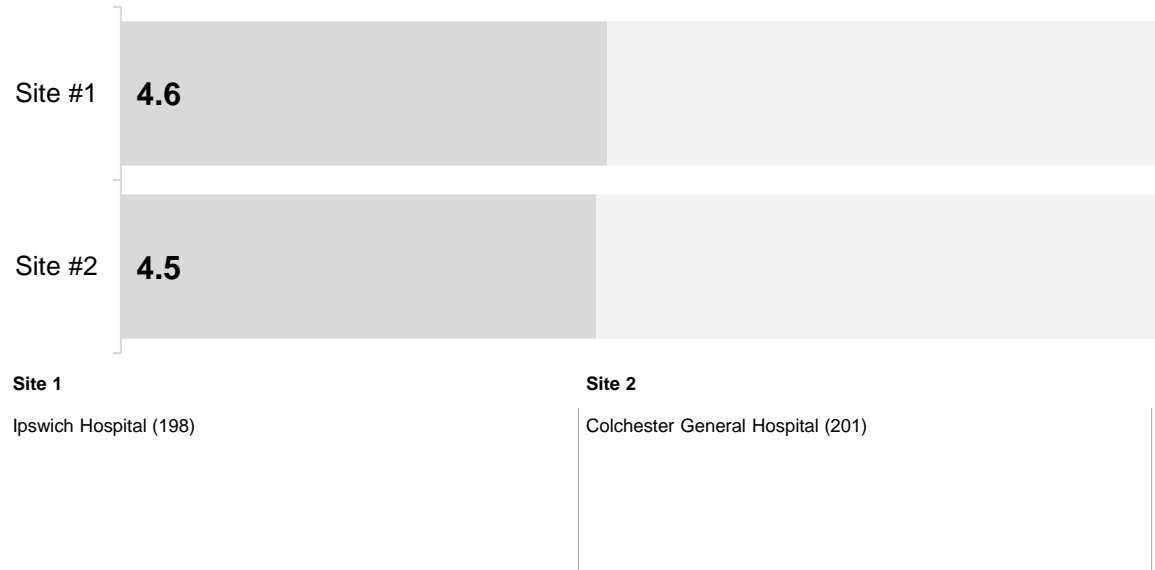 Site #1 4.6
Site #2 4.5
Site 1
Ipswich Hospital (198)
Site 2
Colchester General Hospital (201)